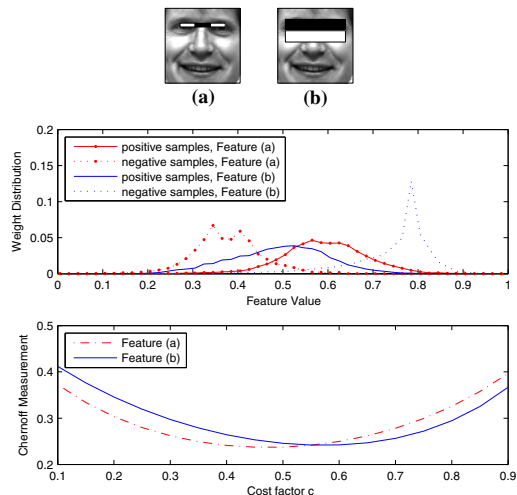 (a) (b)
0.2
0.15
0.1
0.05
0
Weight Distribution
positive samples, Feature (a)
negative samples, Feature (a)
positive samples, Feature (b)
negative samples, Feature (b)
0 0.1 0.2 0.3 0.4 0.5 0.6 0.7 0.8 0.9 1
Feature Value
0.5
0.4
0.3
0.2
Chernoff Measurement
Feature (a)
Feature (b)
0.1 0.2 0.3 0.4 0.5 0.6 0.7 0.8 0.9
Cost factor c